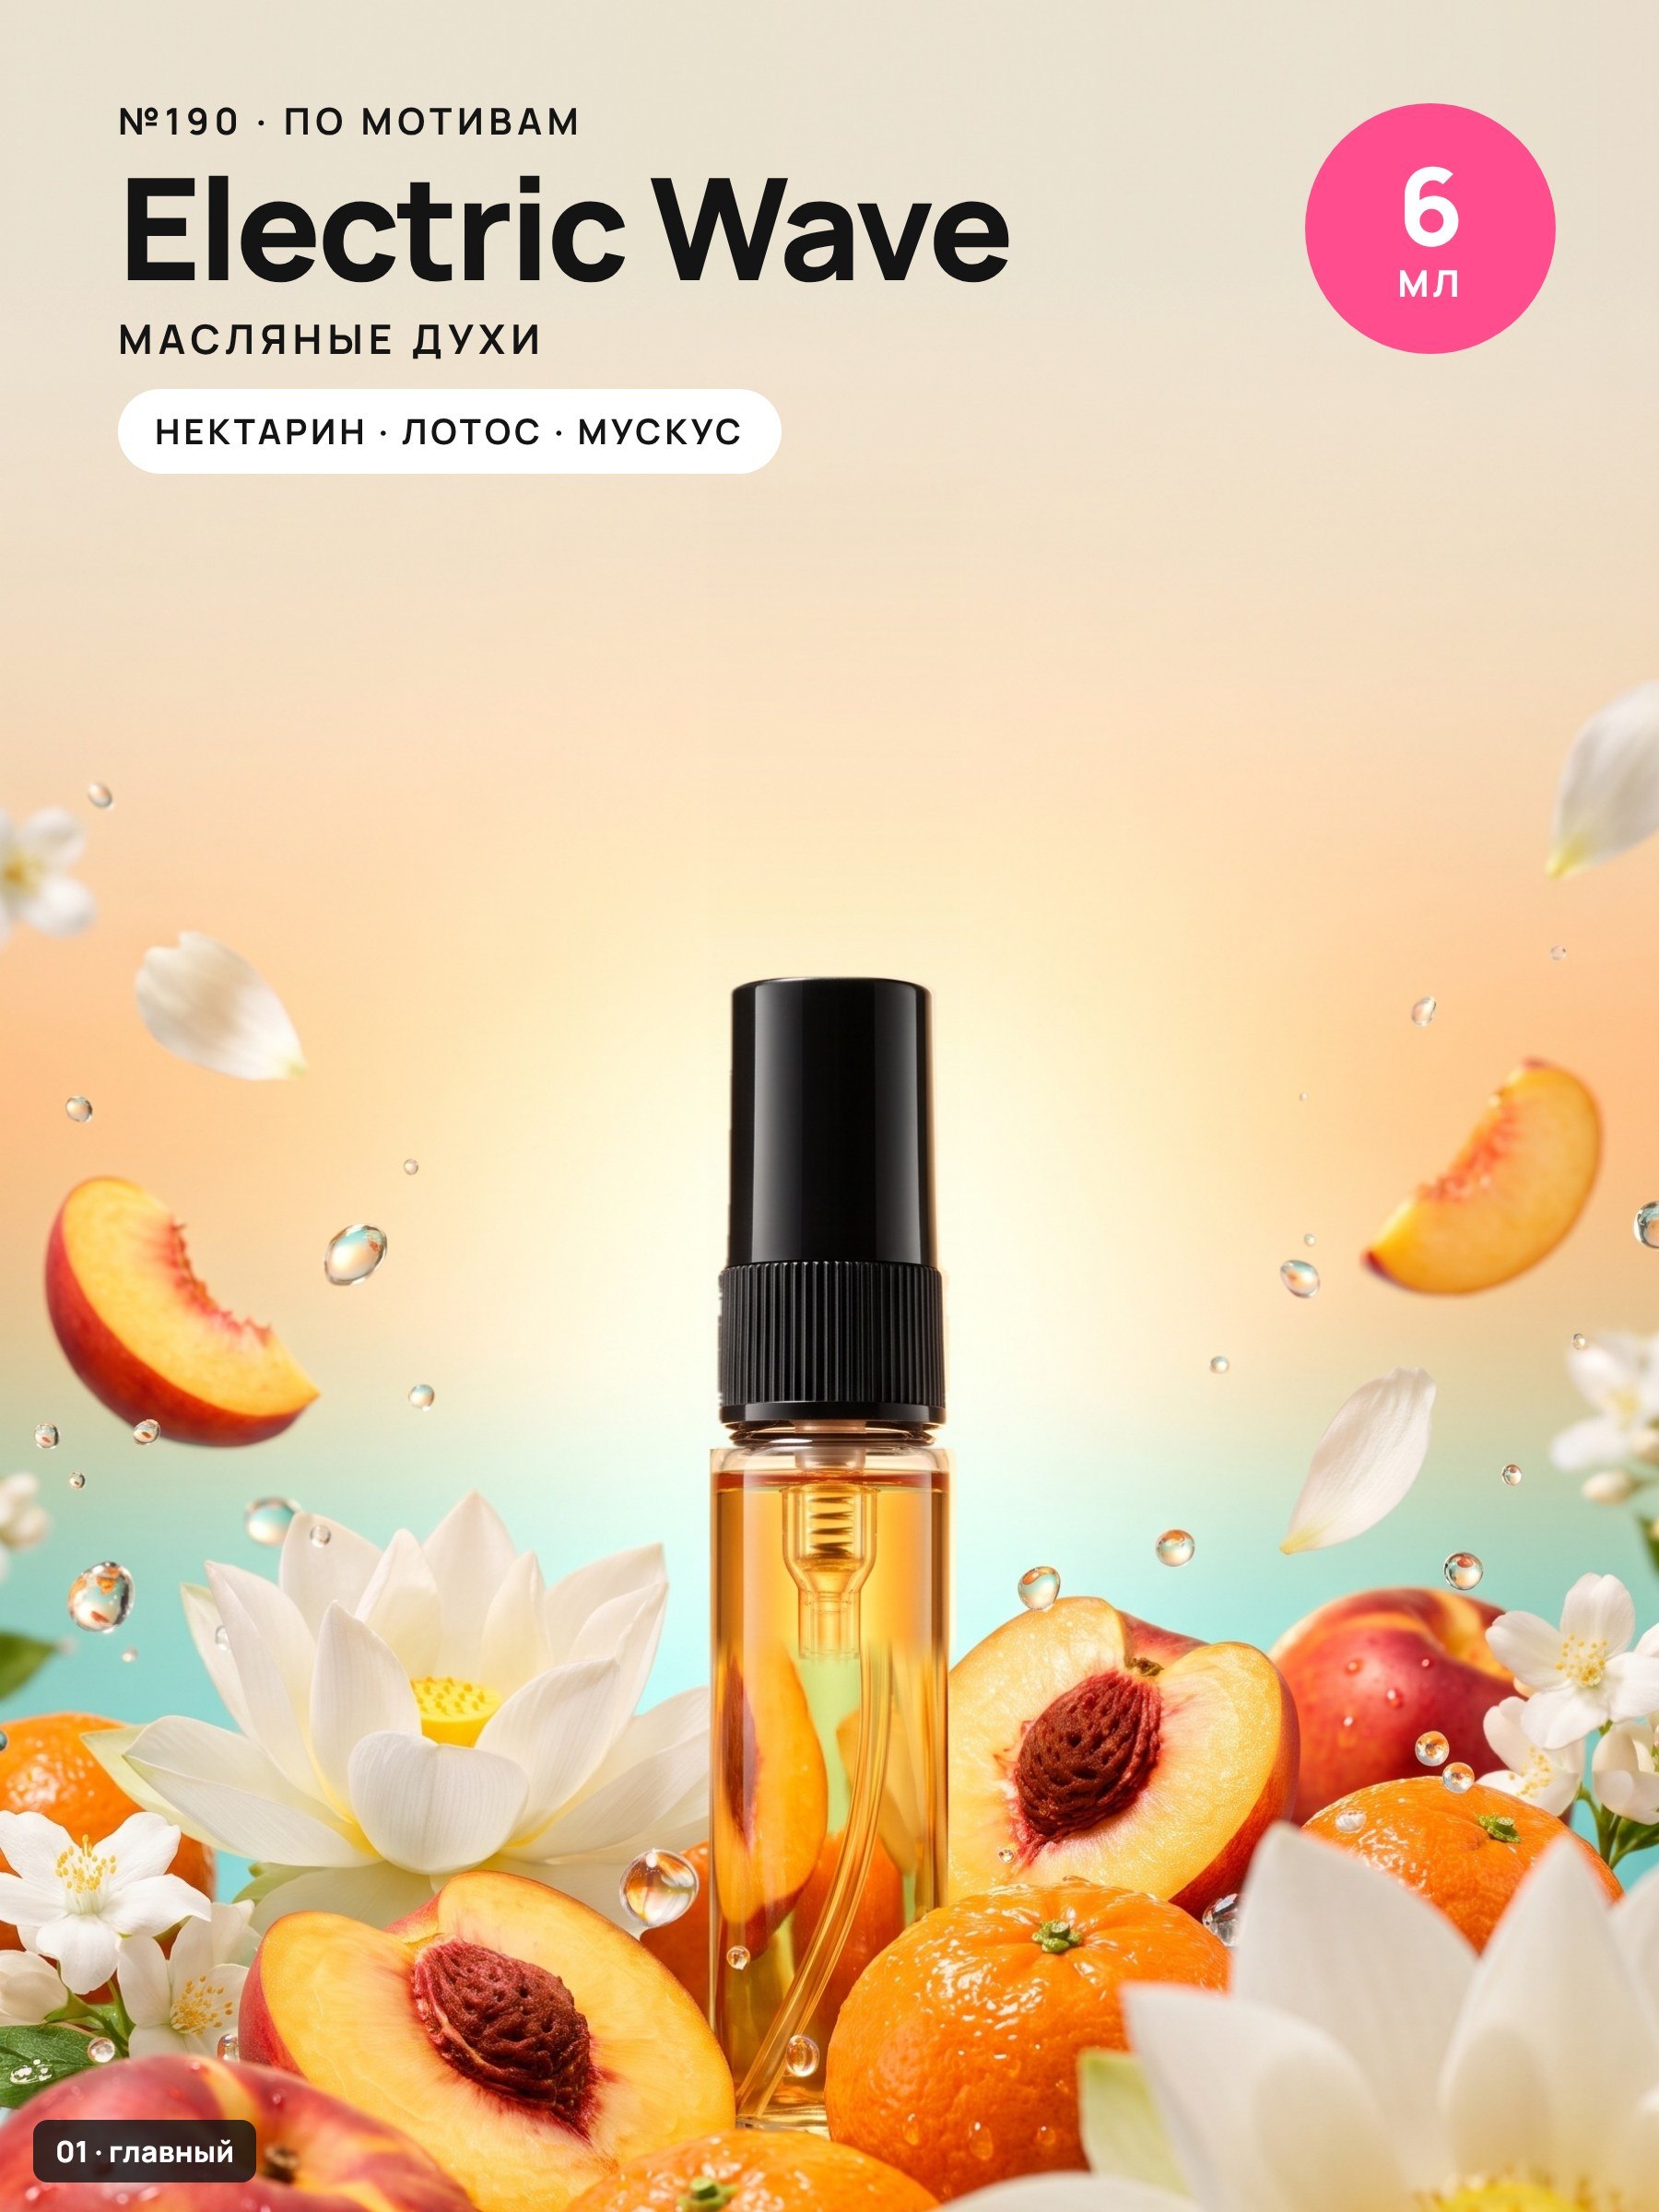 №190 · ПО МОТИВАМ
Electric Wave
МАСЛЯНЫЕ ДУХИ
НЕКТАРИН · ЛОТОС · МУСКУС
6
МЛ
01 · главный